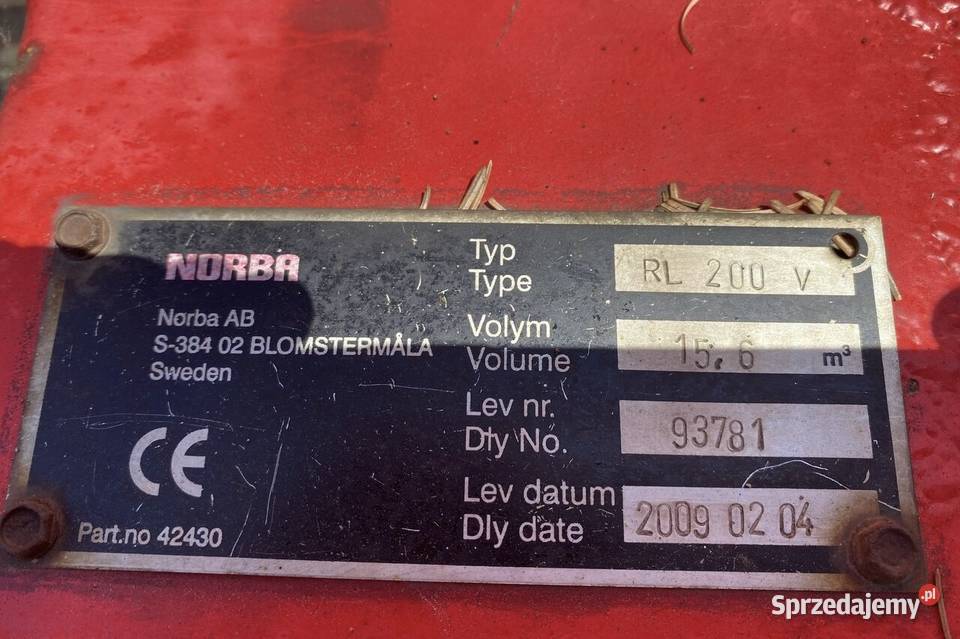 NORBA
Norba AB
S-384 02 BLOMSTERMÅLA
Sweden
CE
Part.no 42430
Typ
Type RL 200 V
Volym
Volume 15,6 m³
Lev nr.
Dly No. 93781
Lev datum
Dly date 2009 02 04
Sprzedajemy.pl